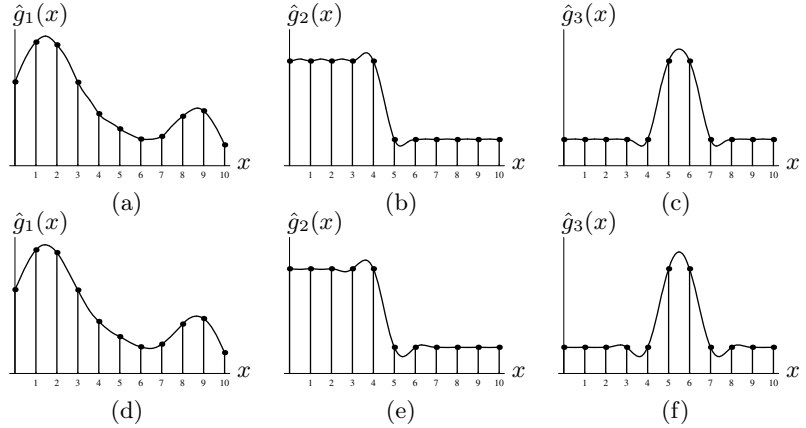 ĝ₁(x) ĝ₂(x) ĝ₃(x)
x x x
1 2 3 4 5 6 7 8 9 10 1 2 3 4 5 6 7 8 9 10 1 2 3 4 5 6 7 8 9 10
(a) (b) (c)
ĝ₁(x) ĝ₂(x) ĝ₃(x)
x x x
1 2 3 4 5 6 7 8 9 10 1 2 3 4 5 6 7 8 9 10 1 2 3 4 5 6 7 8 9 10
(d) (e) (f)